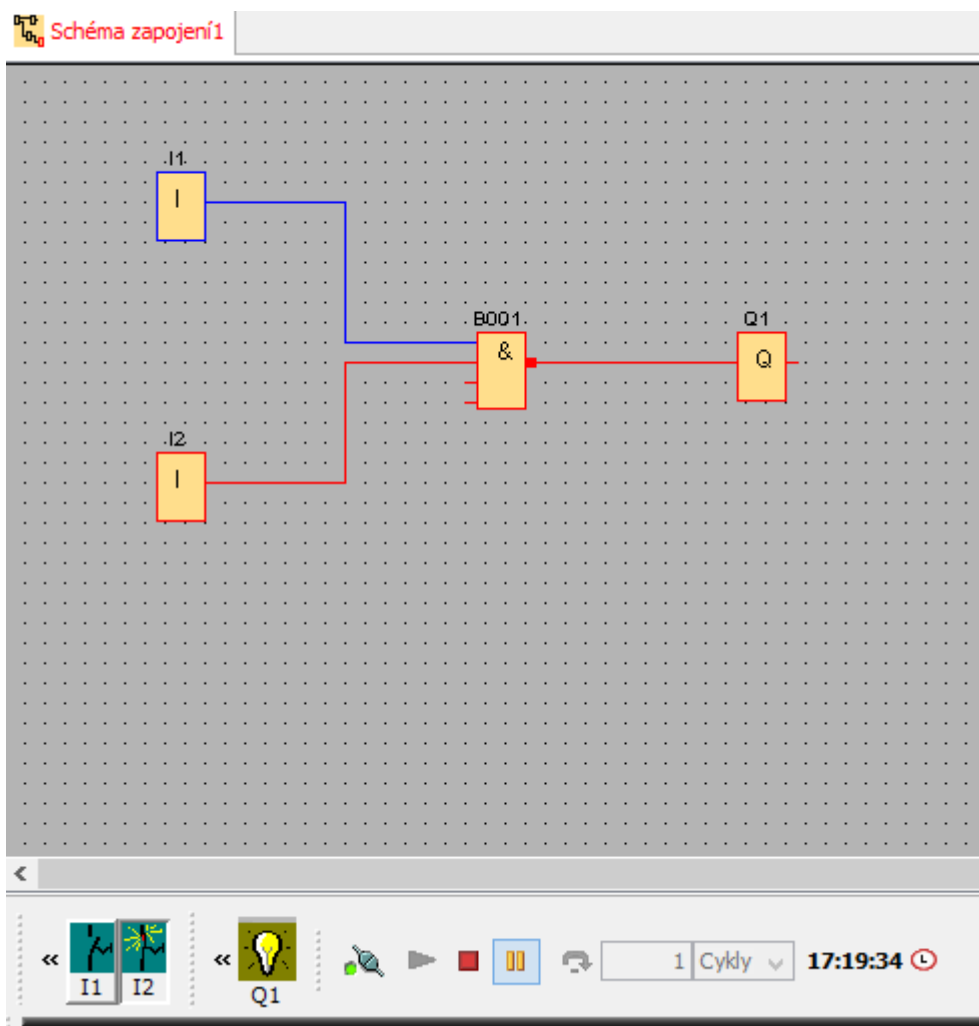 Schéma zapojení1
I1
I
B001
&
Q1
Q
I2
I
« I1 I2 « Q1 1 Cykly 17:19:34